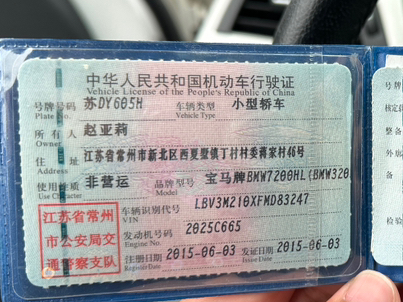 中华人民共和国机动车行驶证
Vehicle License of the People's Republic of China
号牌号码 苏DY605H 车辆类型 小型轿车
Plate No. Vehicle Type
所有人 赵亚莉
Owner
住址 江苏省常州市新北区西夏墅镇丁村村委蒋家村46号
Address
使用性质 非营运 品牌型号 宝马牌BMW7200HL(BMW320
Use Character Model
江苏省常州
市公安局交
通警察支队
车辆识别代号 LBV3M210XFMD83247
VIN
发动机号码 2025C665
Engine No.
注册日期 2015-06-03 发证日期 2015-06-03
Register Date Issue Date
核定
整备
备
检验